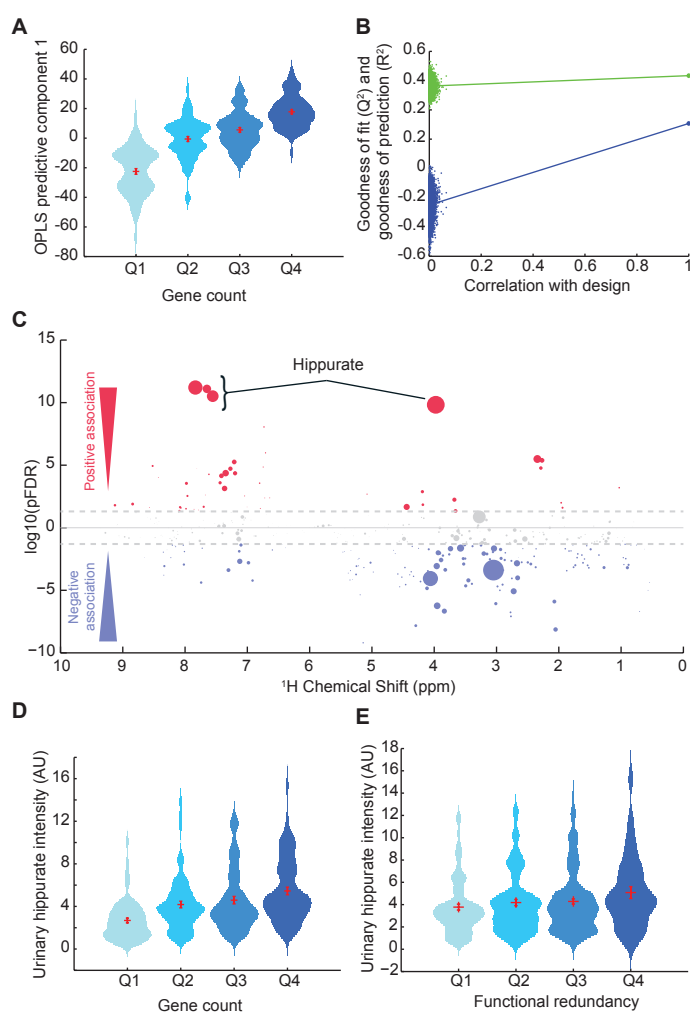 A
OPLS predictive component 1
60
40
20
0
-20
-40
-60
-80
Q1 Q2 Q3 Q4
Gene count
B
Goodness of fit (Q²) and
goodness of prediction (R²)
0.6
0.4
0.2
0.2
0
-0.2
-0.4
-0.6
0 0.2 0.4 0.6 0.8 1
Correlation with design
C
log10(pFDR)
15
10
5
0
−5
−10
Positive association
Negative
association
Hippurate
10 9 8 7 6 5 4 3 2 1 0
¹H Chemical Shift (ppm)
D
Urinary hippurate intensity (AU)
16
12
8
4
0
Q1 Q2 Q3 Q4
Gene count
E
Urinary hippurate intensity (AU)
18
16
14
12
10
8
6
4
2
0
−2
Q1 Q2 Q3 Q4
Functional redundancy